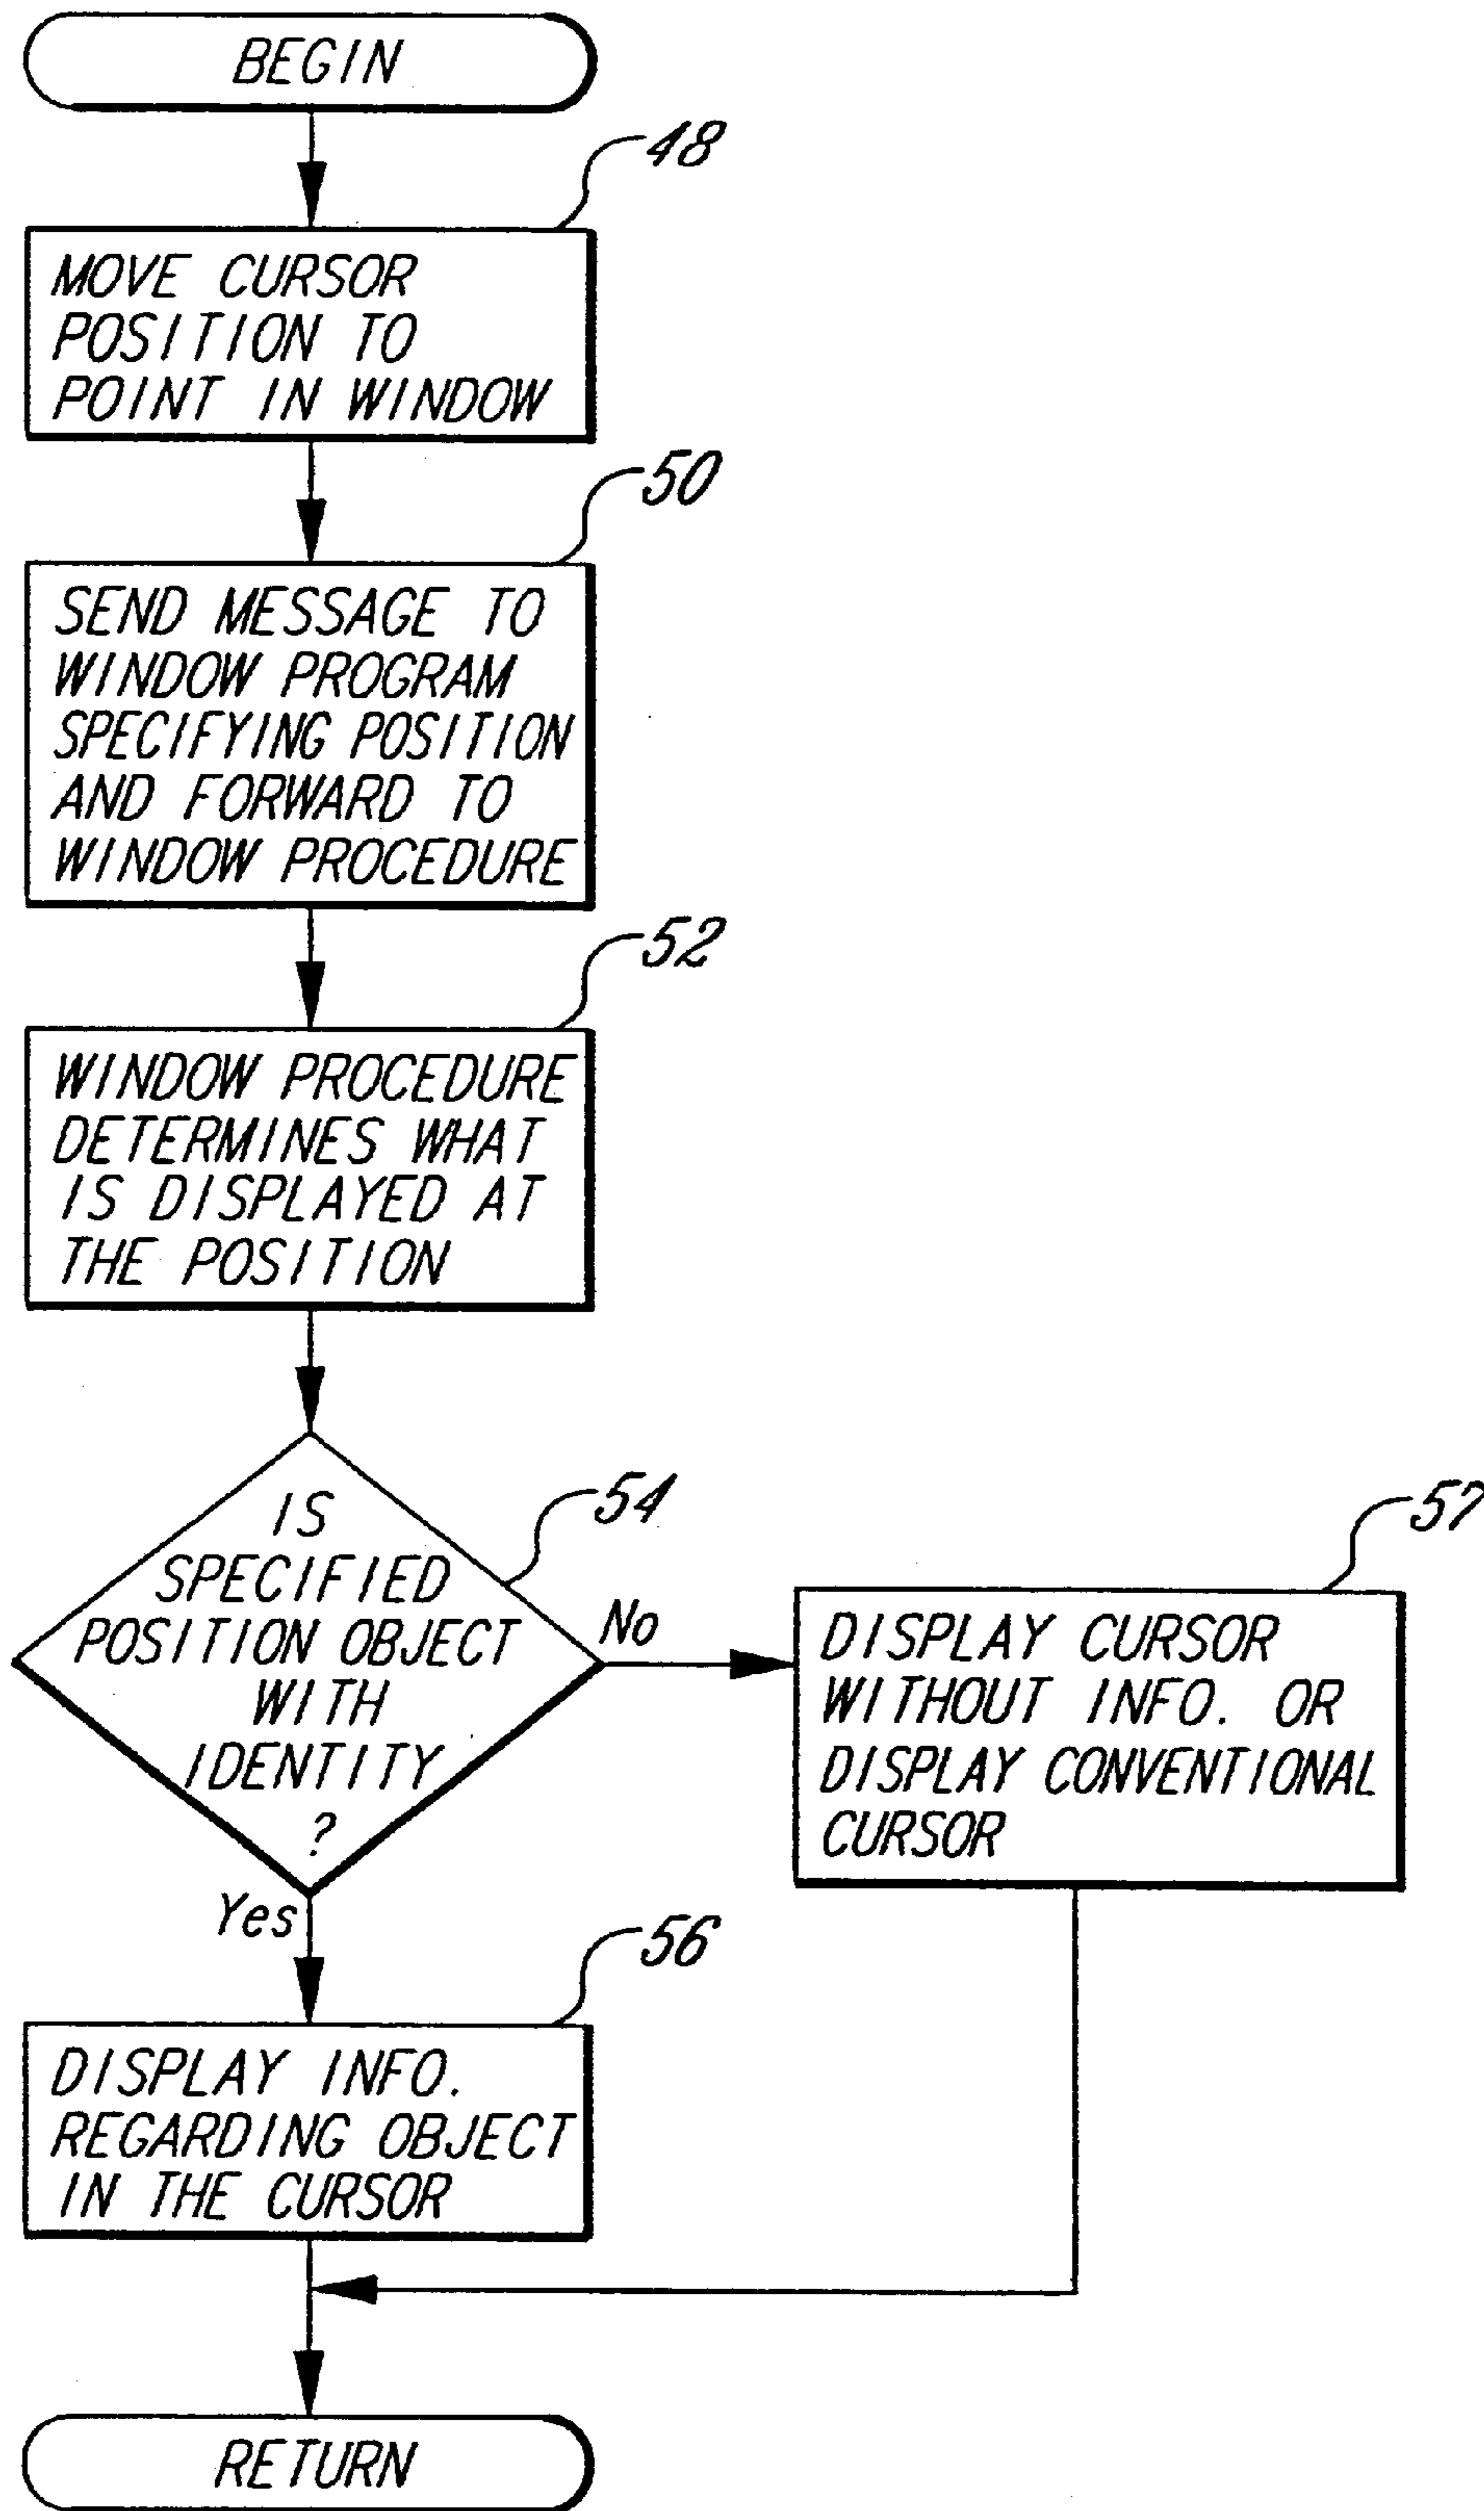 BEGIN
48
MOVE CURSOR
POSITION TO
POINT IN WINDOW
50
SEND MESSAGE TO
WINDOW PROGRAM
SPECIFYING POSITION
AND FORWARD TO
WINDOW PROCEDURE
52
WINDOW PROCEDURE
DETERMINES WHAT
IS DISPLAYED AT
THE POSITION
54
IS
SPECIFIED
POSITION OBJECT
WITH
IDENTITY
?
No
57
DISPLAY CURSOR
WITHOUT INFO. OR
DISPLAY CONVENTIONAL
CURSOR
Yes
56
DISPLAY INFO.
REGARDING OBJECT
IN THE CURSOR
RETURN